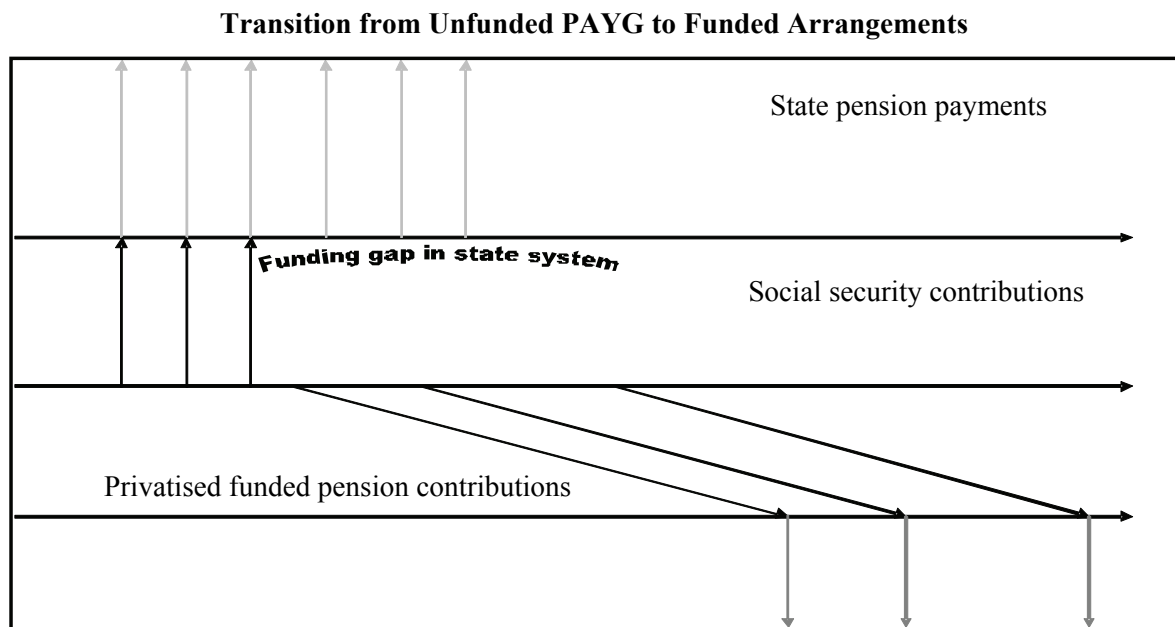 Transition from Unfunded PAYG to Funded Arrangements
State pension payments
Funding gap in state system
Social security contributions
Privatised funded pension contributions